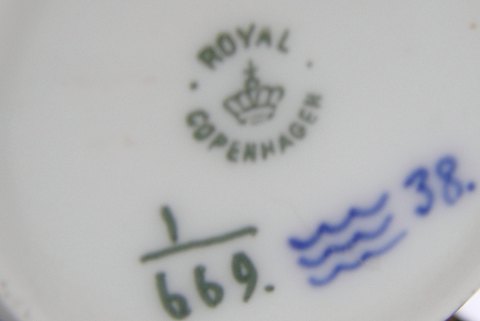 ROYAL
COPENHAGEN
1
669.
38.